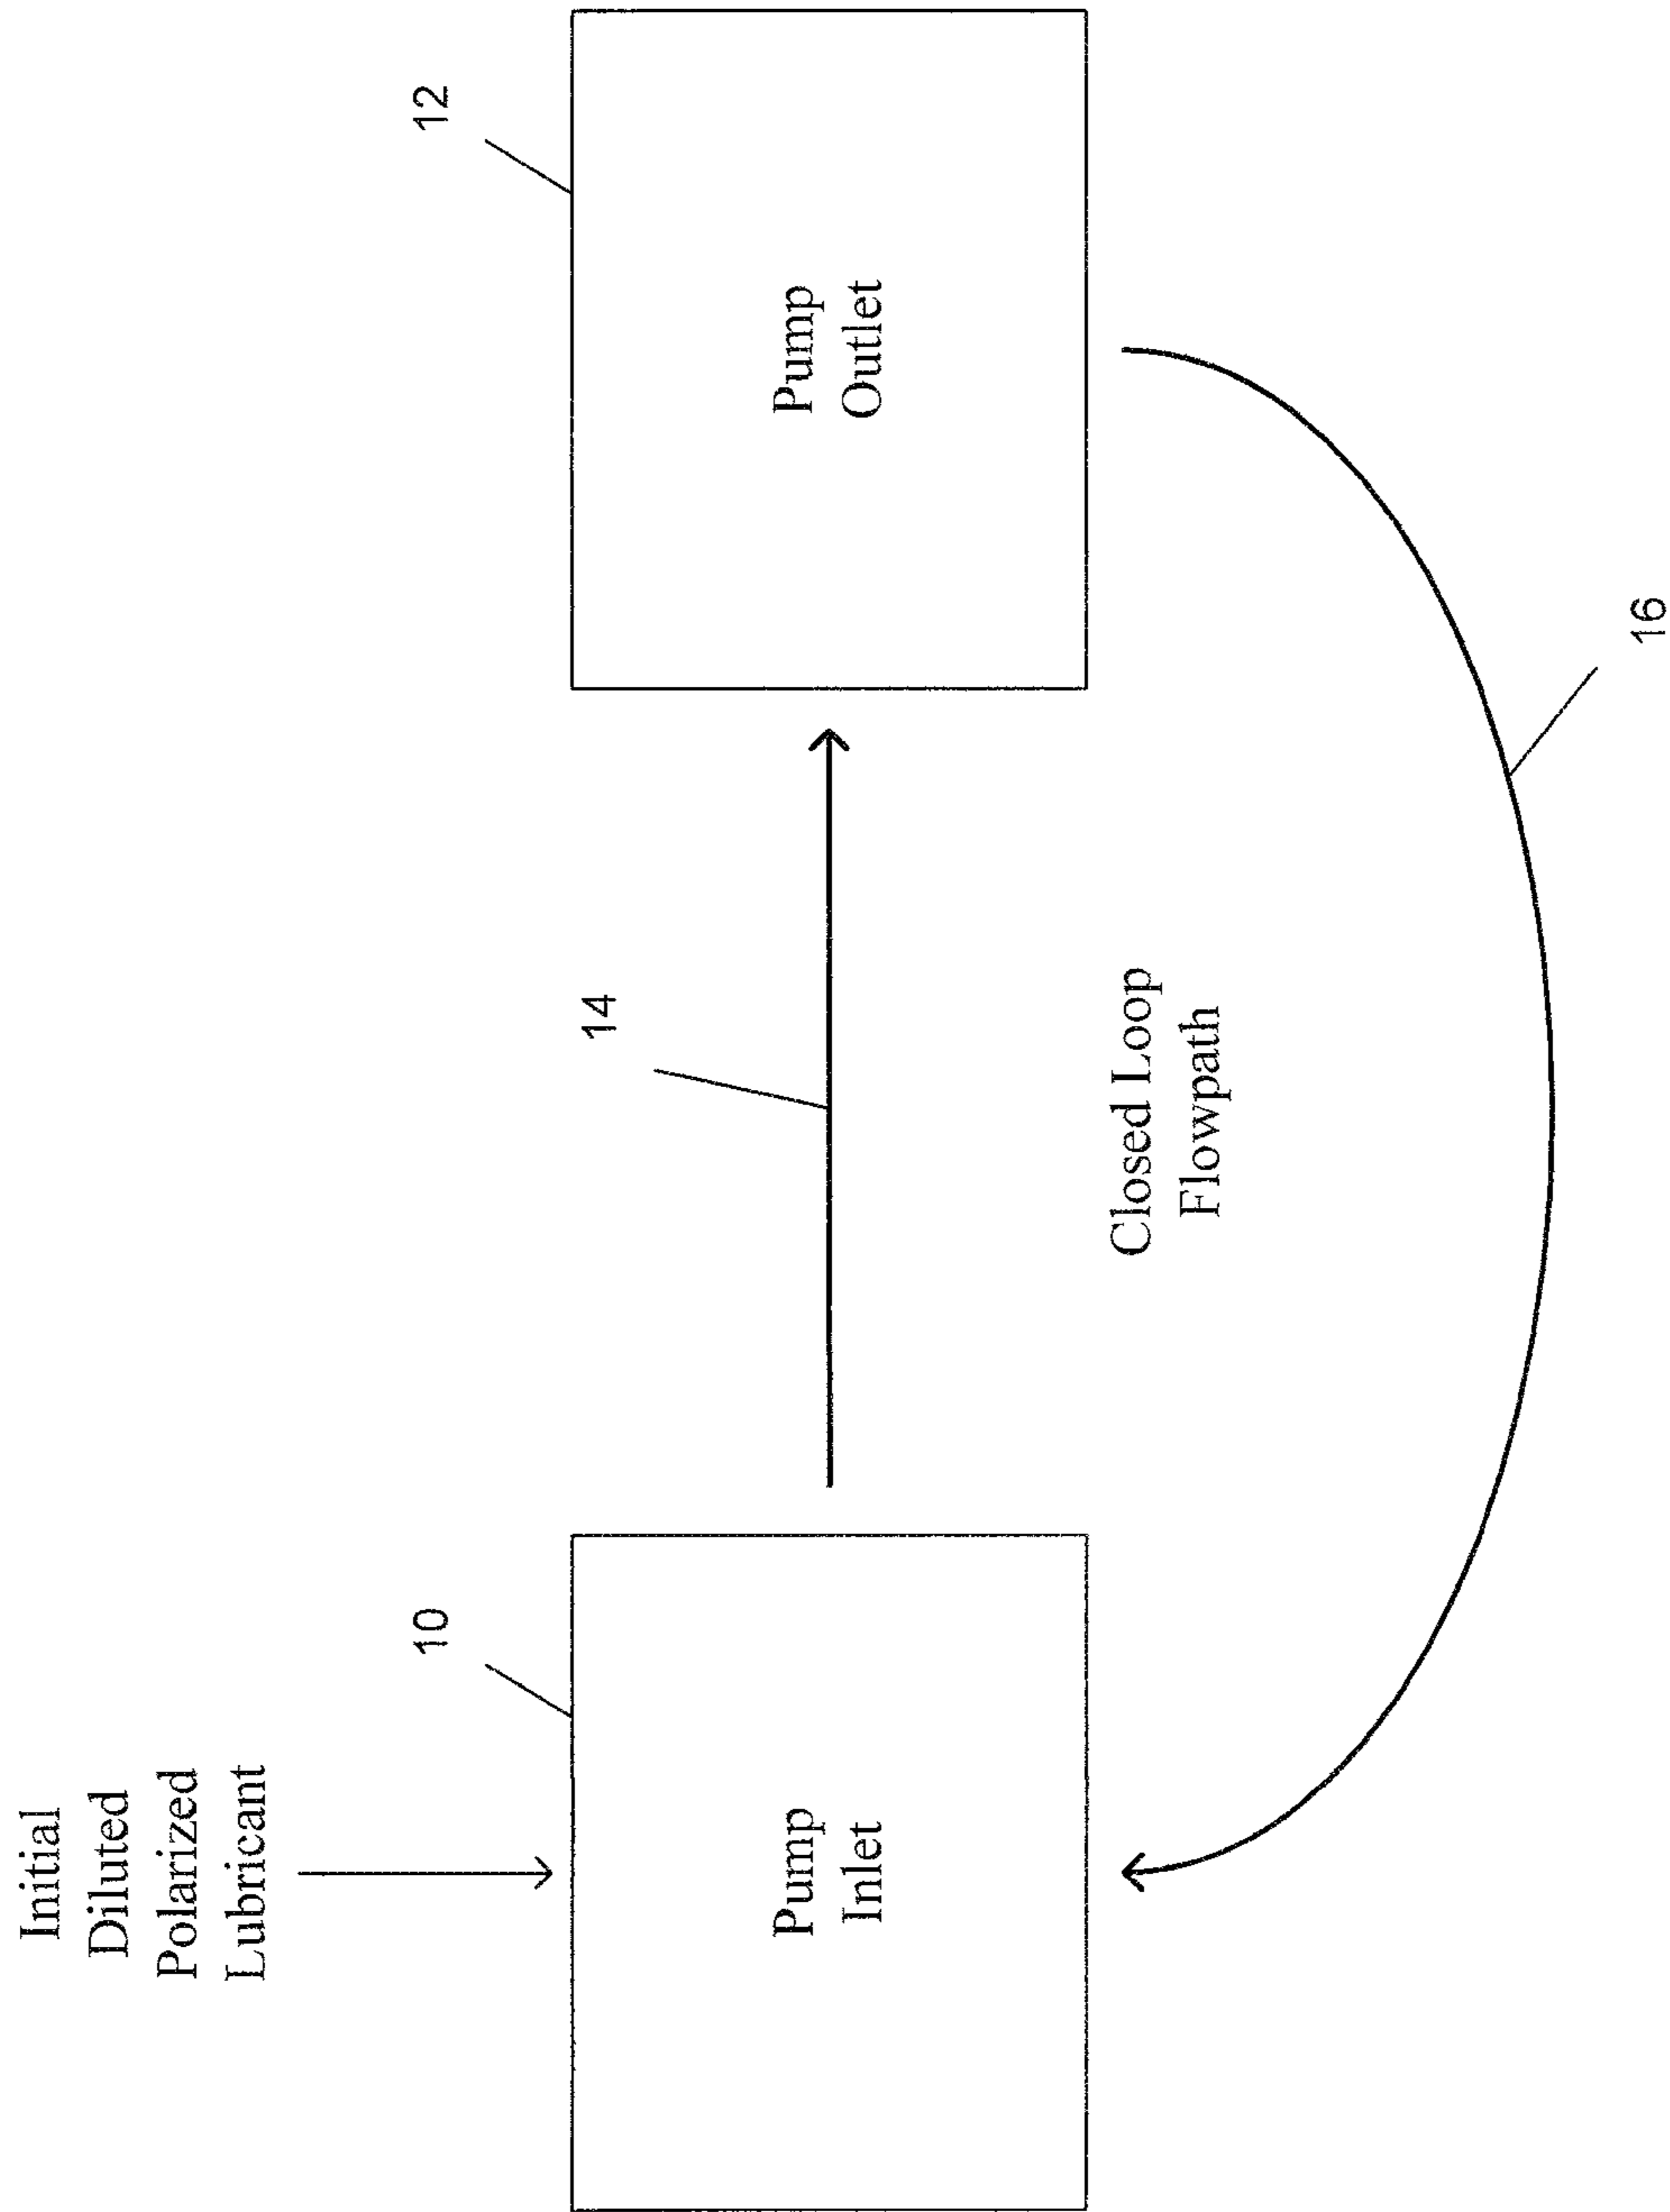 Initial
Diluted
Polarized
Lubricant
10
Pump
Inlet
14
12
Pump
Outlet
Closed Loop
Flowpath
16